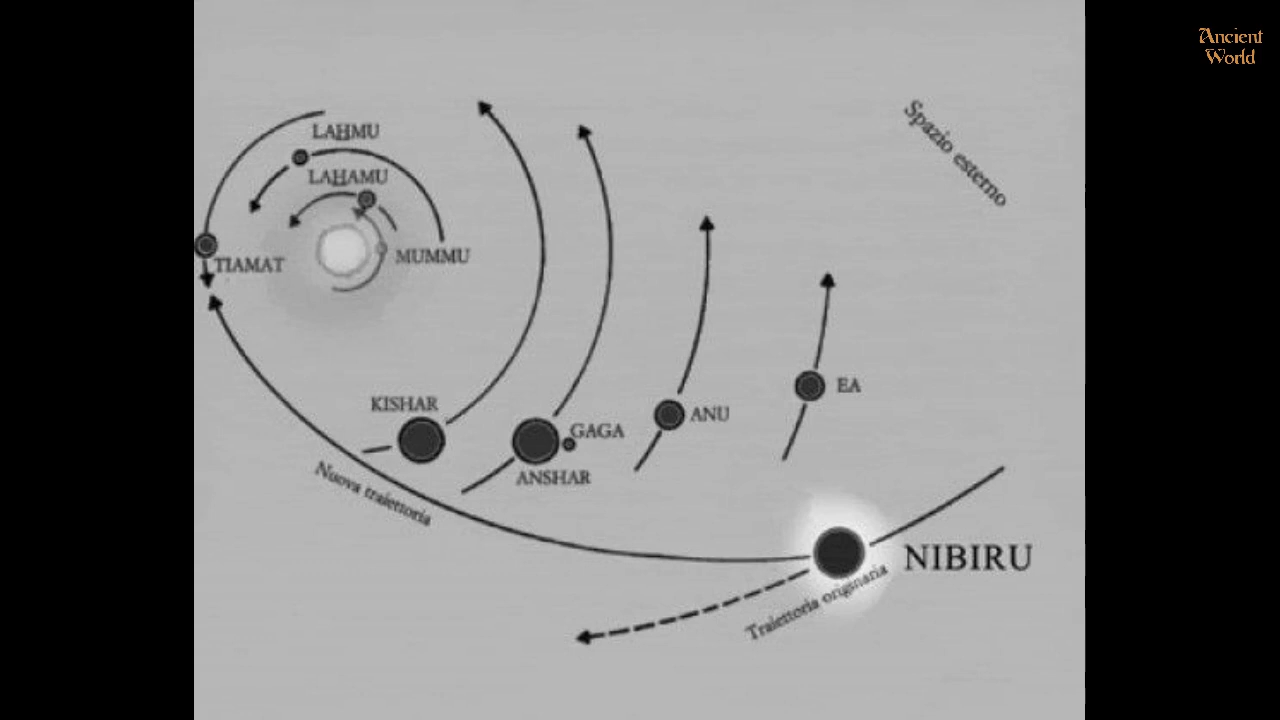 Ancient
World
Spazio esterno
LAHMU
LAHAMU
MUMMU
TIAMAT
KISHAR
GAGA
ANSHAR
ANU
EA
Nuova traiettoria
NIBIRU
Traiettoria originaria